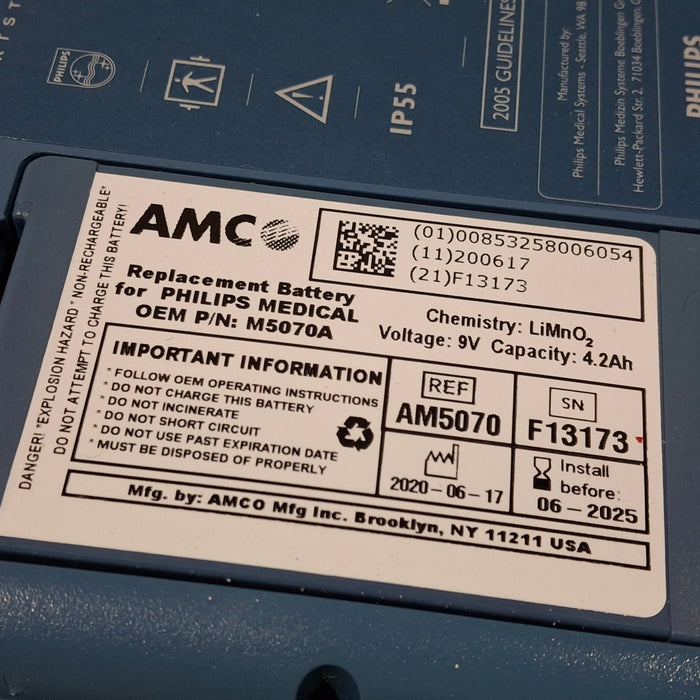 PHILIPS
IP55
2005 GUIDELINES
Manufactured by:
Philips Medical Systems - Seattle, WA 98
Philips Medizin Systeme Boeblingen G
Hewlett-Packard Str. 2, 71034 Boeblingen, G
PHILIPS
AMCO
(01)00853258006054
(11)200617
(21)F13173
Replacement Battery
for PHILIPS MEDICAL
OEM P/N: M5070A
Chemistry: LiMnO2
Voltage: 9V Capacity: 4.2Ah
DANGER! *EXPLOSION HAZARD * NON-RECHARGEABLE*
DO NOT ATTEMPT TO CHARGE THIS BATTERY!
IMPORTANT INFORMATION
* FOLLOW OEM OPERATING INSTRUCTIONS
* DO NOT CHARGE THIS BATTERY
* DO NOT INCINERATE
* DO NOT SHORT CIRCUIT
* DO NOT USE PAST EXPIRATION DATE
* MUST BE DISPOSED OF PROPERLY
REF
AM5070
SN
F13173
2020-06-17
Install
before:
06-2025
Mfg. by: AMCO Mfg Inc. Brooklyn, NY 11211 USA